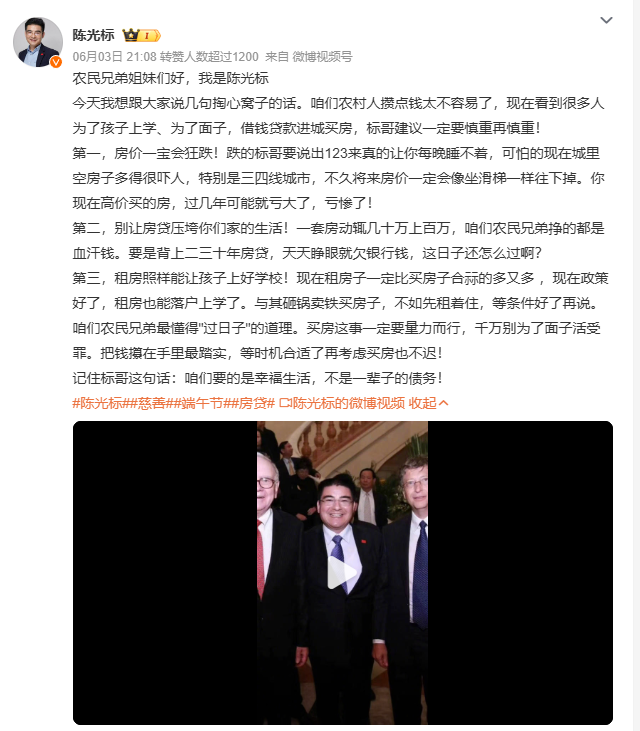 陈光标
1
06月03日 21:08 转赞人数超过1200 来自 微博视频号
农民兄弟姐妹们好，我是陈光标
今天我想跟大家说几句掏心窝子的话。咱们农村人攒点钱太不容易了，现在看到很多人
为了孩子上学、为了面子，借钱贷款进城买房，标哥建议一定要慎重再慎重！
第一，房价一宝会狂跌！跌的标哥要说出123来真的让你每晚睡不着，可怕的现在城里
空房子多得很吓人，特别是三四线城市，不久将来房价一定会像坐滑梯一样往下掉。你
现在高价买的房，过几年可能就亏大了，亏惨了！
第二，别让房贷压垮你们家的生活！一套房动辄几十万上百万，咱们农民兄弟挣的都是
血汗钱。要是背上二三十年房贷，天天睁眼就欠银行钱，这日子还怎么过啊？
第三，租房照样能让孩子上好学校！现在租房子一定比买房子合祘的多又多 ，现在政策
好了，租房也能落户上学了。与其砸锅卖铁买房子，不如先租着住，等条件好了再说。
咱们农民兄弟最懂得"过日子"的道理。买房这事一定要量力而行，千万别为了面子活受
罪。把钱攥在手里最踏实，等时机合适了再考虑买房也不迟！
记住标哥这句话：咱们要的是幸福生活，不是一辈子的债务！
#陈光标##慈善##端午节##房贷# 陈光标的微博视频 收起